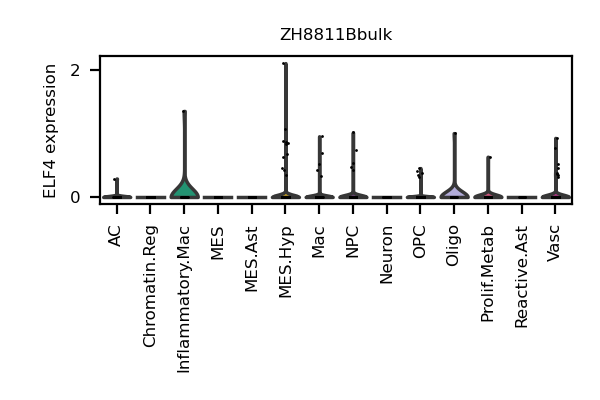 ZH8811Bbulk
ELF4 expression
2
0
AC
Chromatin.Reg
Inflammatory.Mac
MES
MES.Ast
MES.Hyp
Mac
NPC
Neuron
OPC
Oligo
Prolif.Metab
Reactive.Ast
Vasc